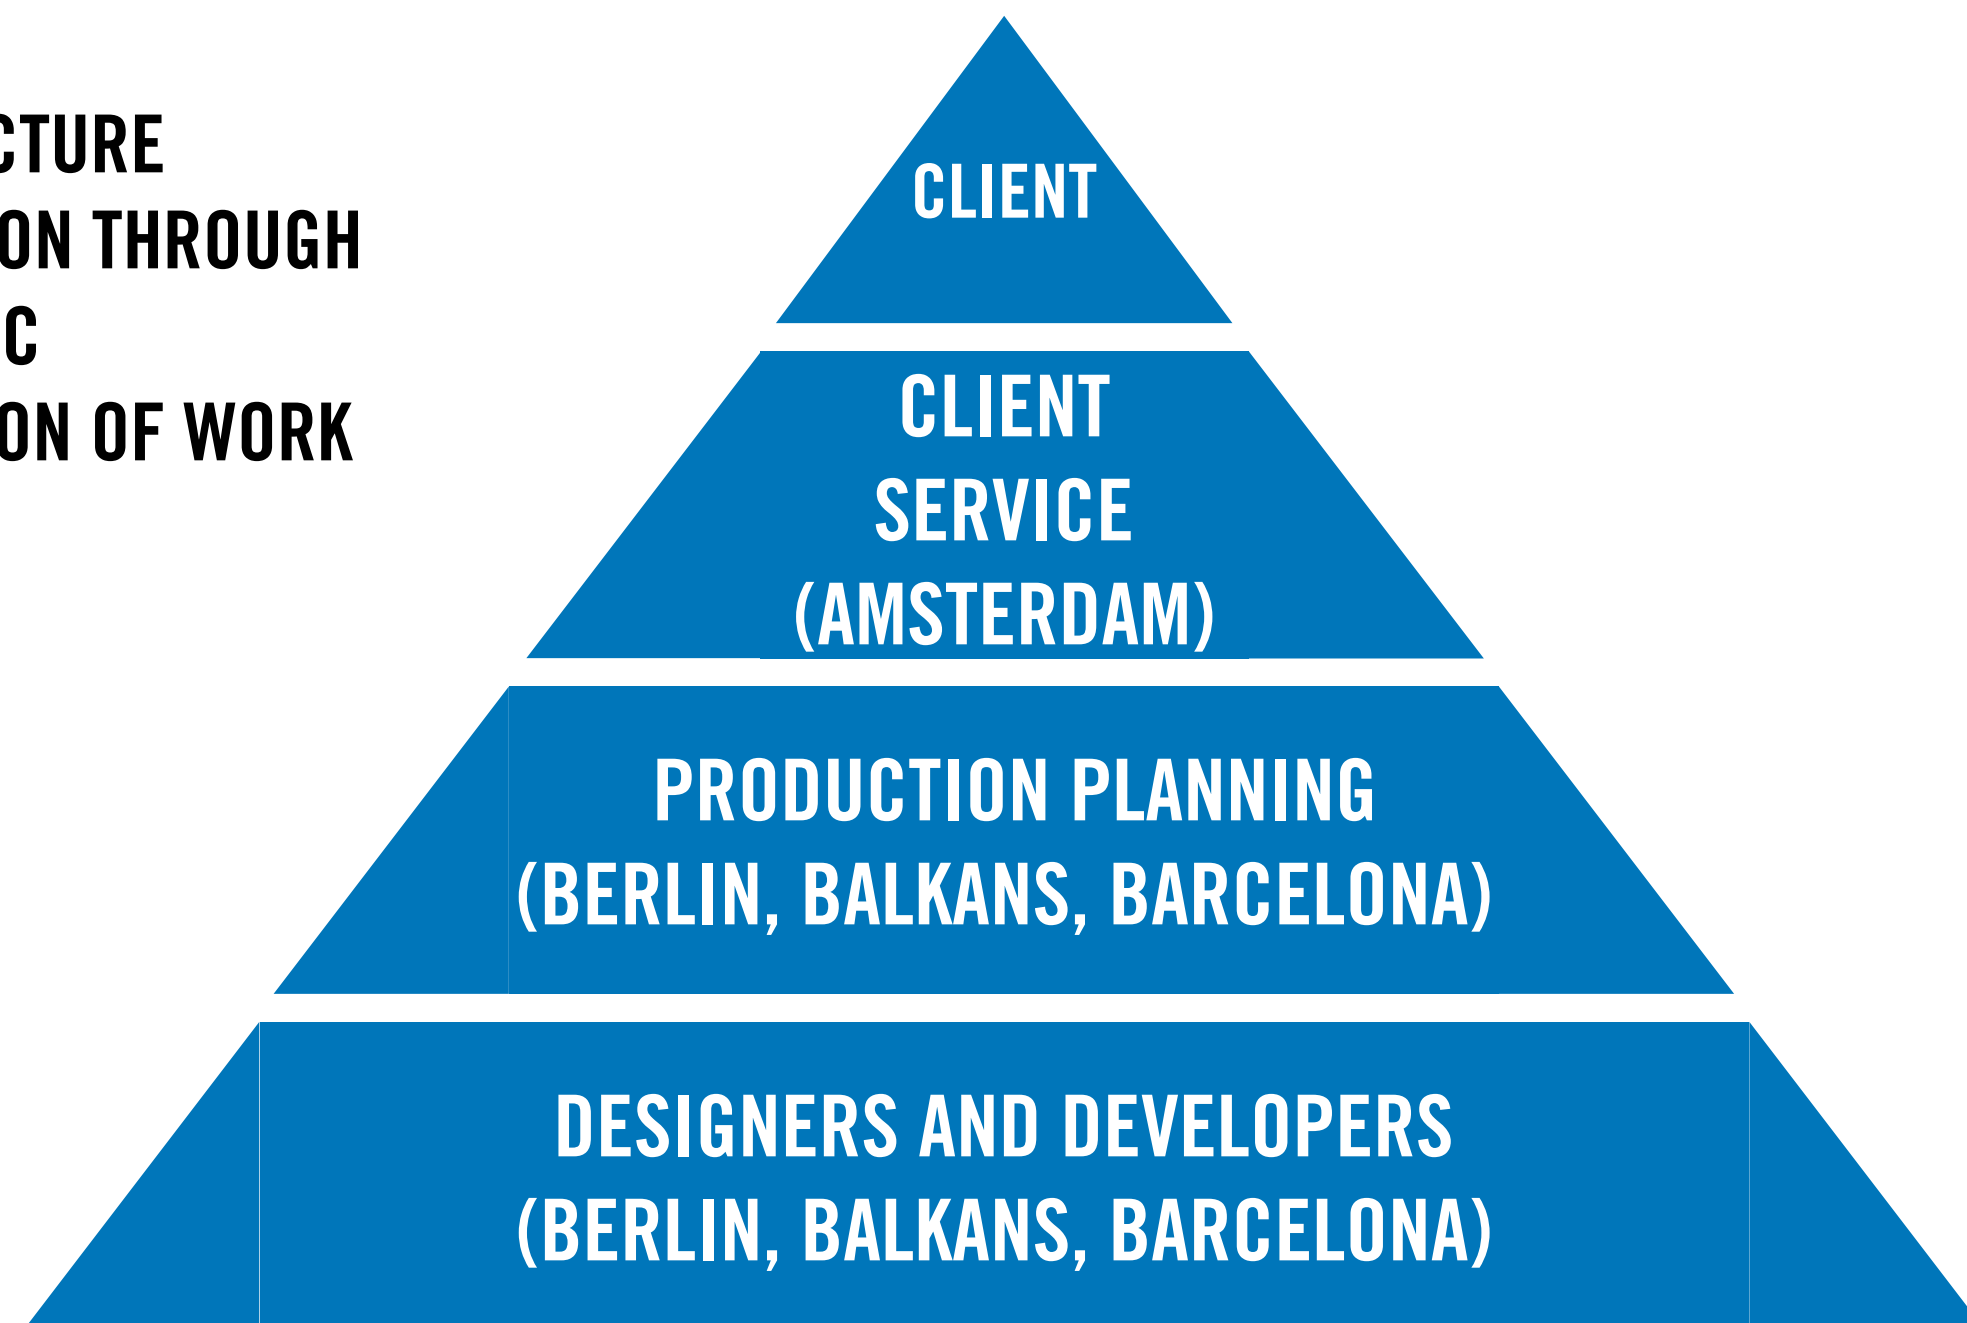 CTURE
ON THROUGH
C
ON OF WORK
CLIENT
CLIENT
SERVICE
(AMSTERDAM)
PRODUCTION PLANNING
(BERLIN, BALKANS, BARCELONA)
DESIGNERS AND DEVELOPERS
(BERLIN, BALKANS, BARCELONA)